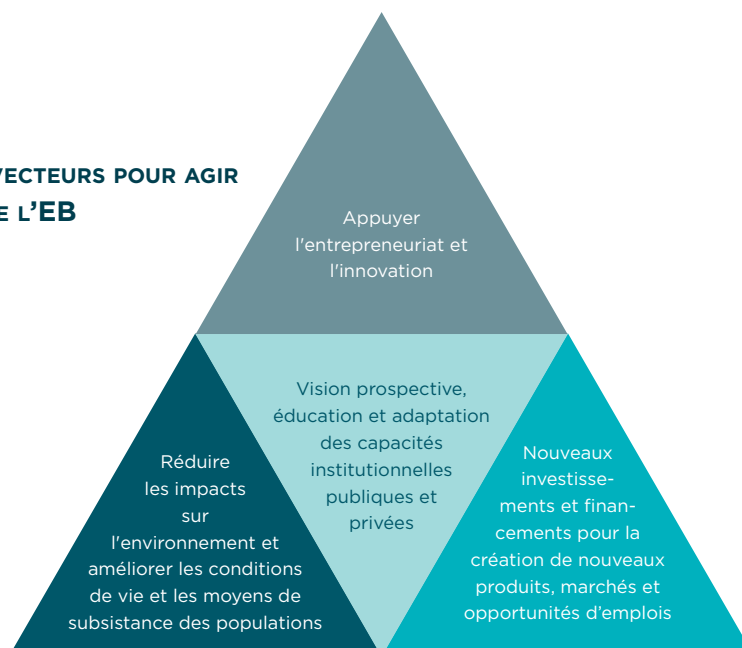 VECTEURS POUR AGIR
L'EB
Appuyer
l'entrepreneuriat et
l'innovation
Vision prospective,
éducation et adaptation
des capacités
institutionnelles
publiques et
privées
Réduire
les impacts
sur
l'environnement et
améliorer les conditions
de vie et les moyens de
subsistance des populations
Nouveaux
investisse-
ments et finan-
cements pour la
création de nouveaux
produits, marchés et
opportunités d'emplois